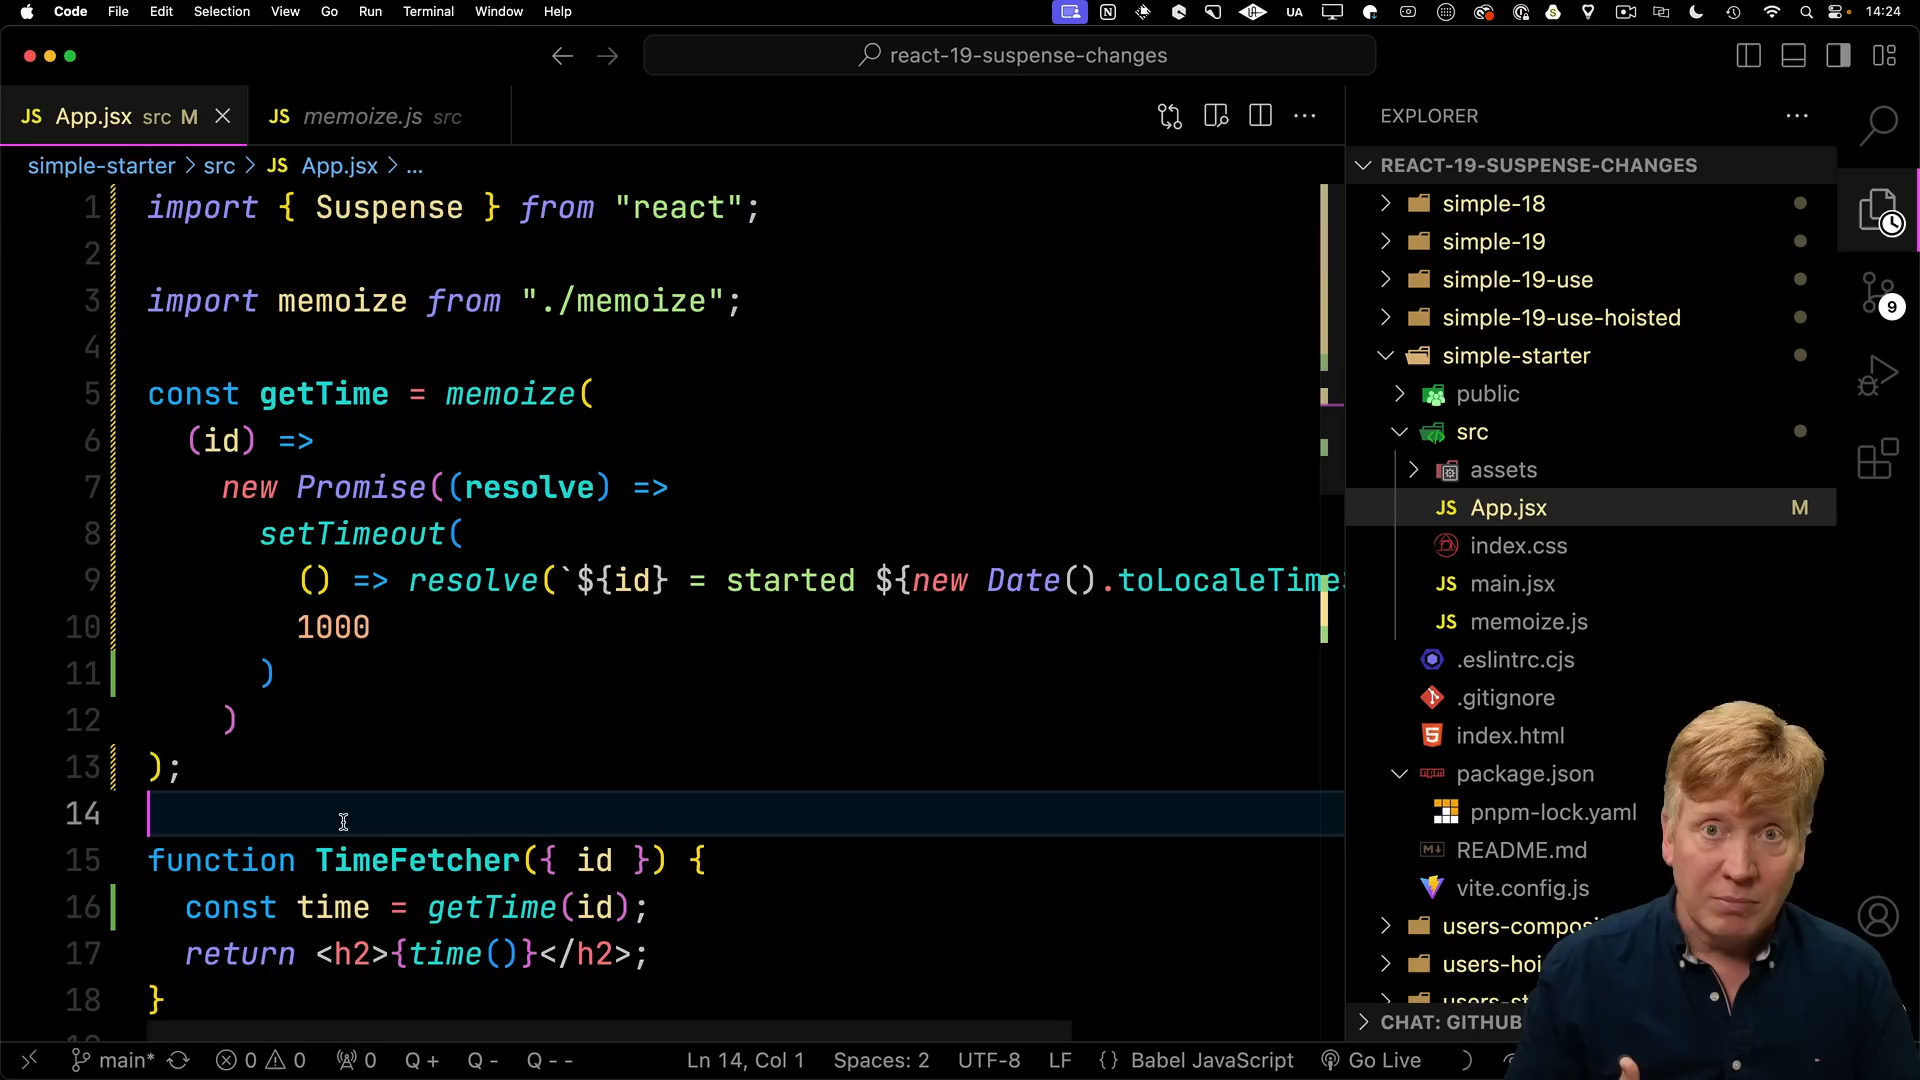 Code File Edit Selection View Go Run Terminal Window Help UA 14:24
react-19-suspense-changes
JS App.jsx src M
JS memoize.js src
simple-starter > src > JS App.jsx > ...
1 import { Suspense } from "react";
2
3 import memoize from "./memoize";
4
5 const getTime = memoize(
6 (id) =>
7 new Promise((resolve) =>
8 setTimeout(
9 () => resolve(`${id} = started ${new Date().toLocaleTime
10 1000
11 )
12 )
13 );
14
15 function TimeFetcher({ id }) {
16 const time = getTime(id);
17 return <h2>{time()}</h2>;
18 }
EXPLORER
REACT-19-SUSPENSE-CHANGES
simple-18
simple-19
simple-19-use
simple-19-use-hoisted
simple-starter
public
src
assets
JS App.jsx M
index.css
JS main.jsx
JS memoize.js
.eslintrc.cjs
.gitignore
index.html
package.json
pnpm-lock.yaml
README.md
vite.config.js
users-compos
users-hoi
users-st
CHAT: GITHUB
9
main* 0 0 0 Q + Q - Q - - Ln 14, Col 1 Spaces: 2 UTF-8 LF {} Babel JavaScript Go Live